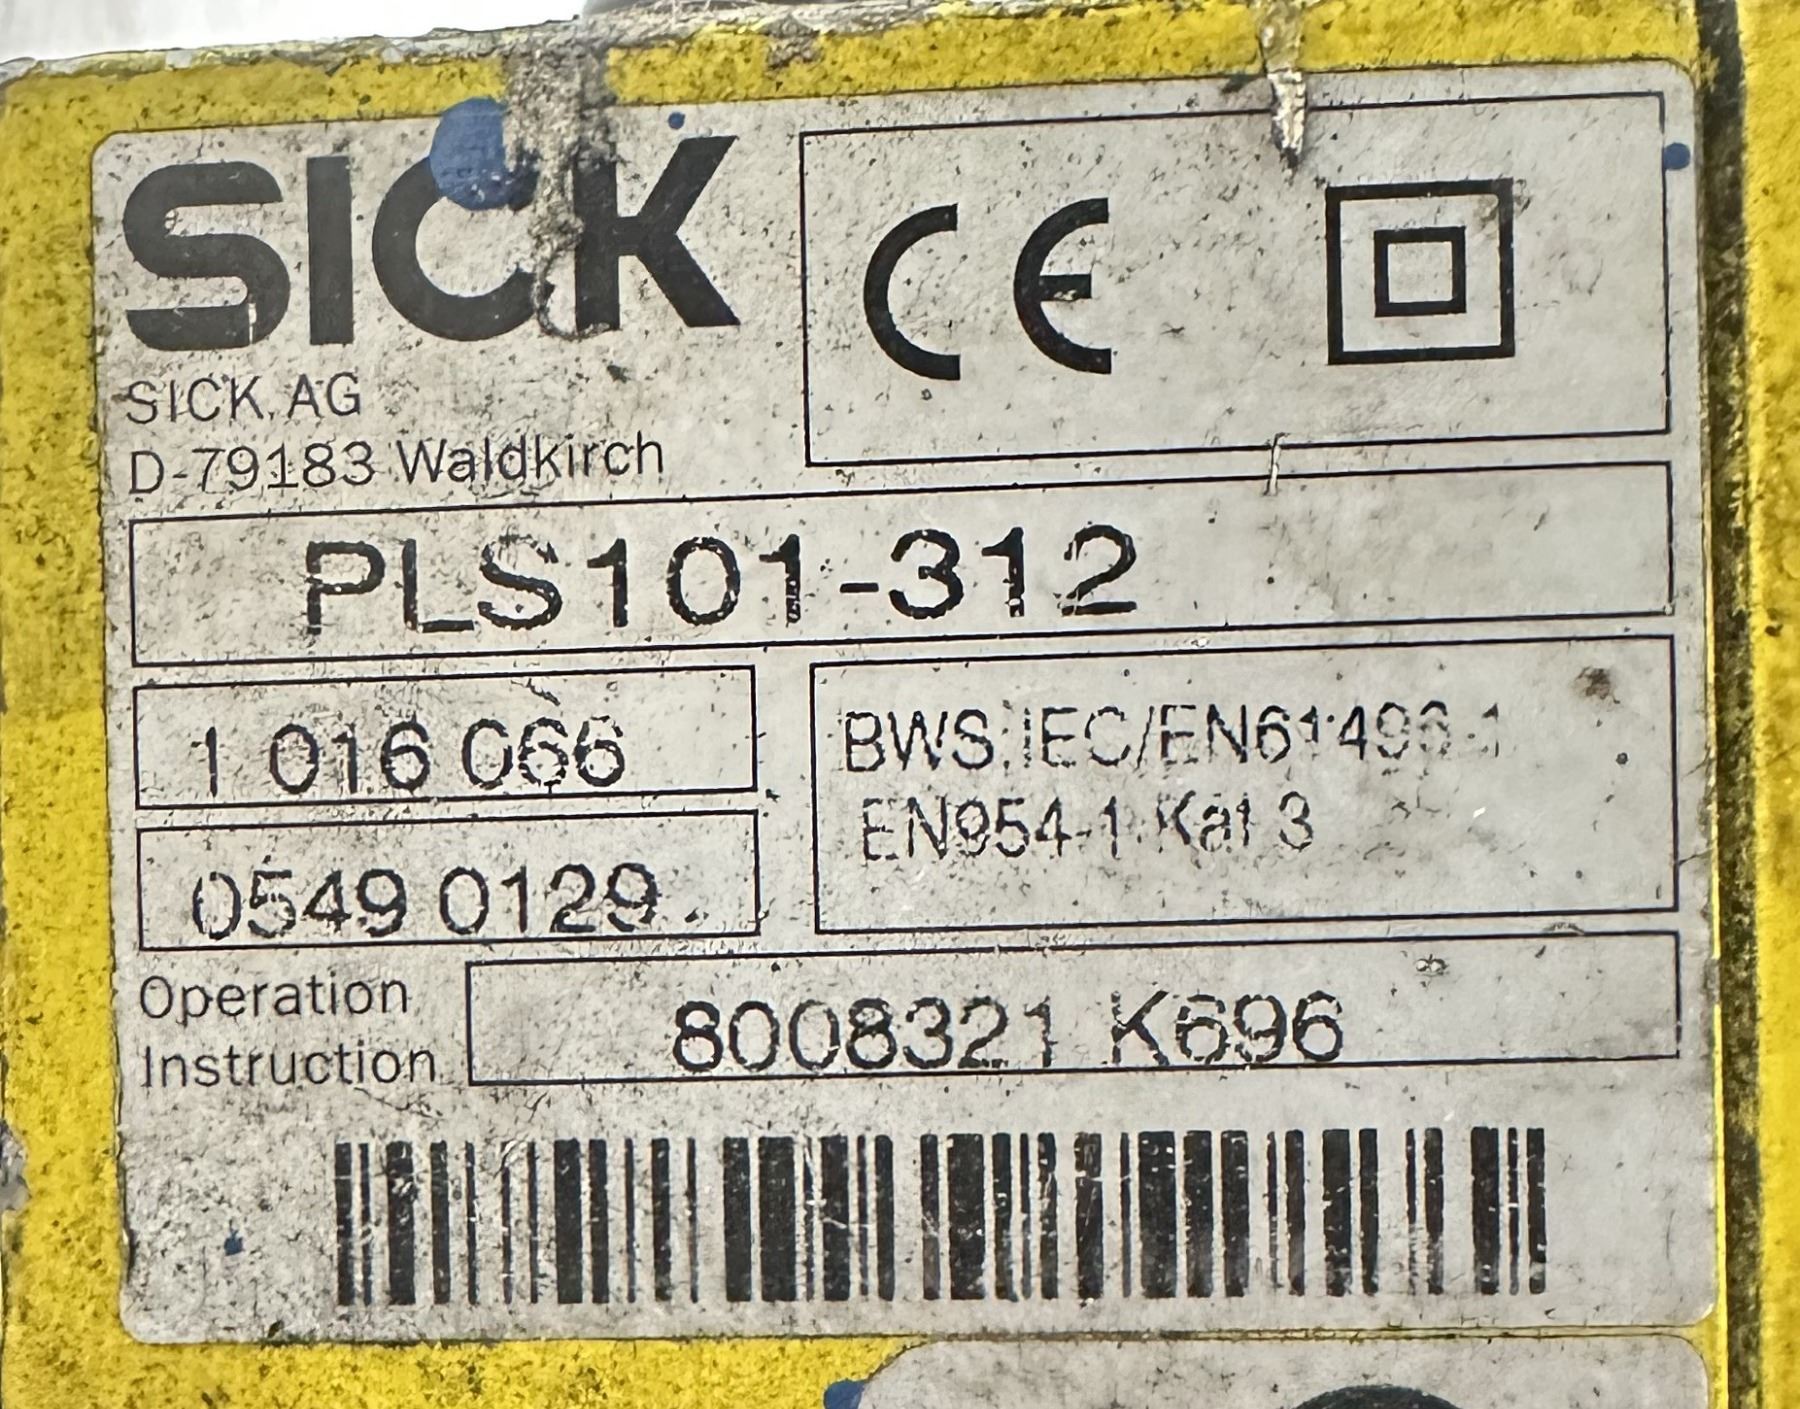 SICK
CE
SICK AG
D-79183 Waldkirch
PLS101-312
1 016 066
BWS IEC/EN61496-1
EN954-1 Kat 3
0549 0129
Operation
Instruction
8008321 K696